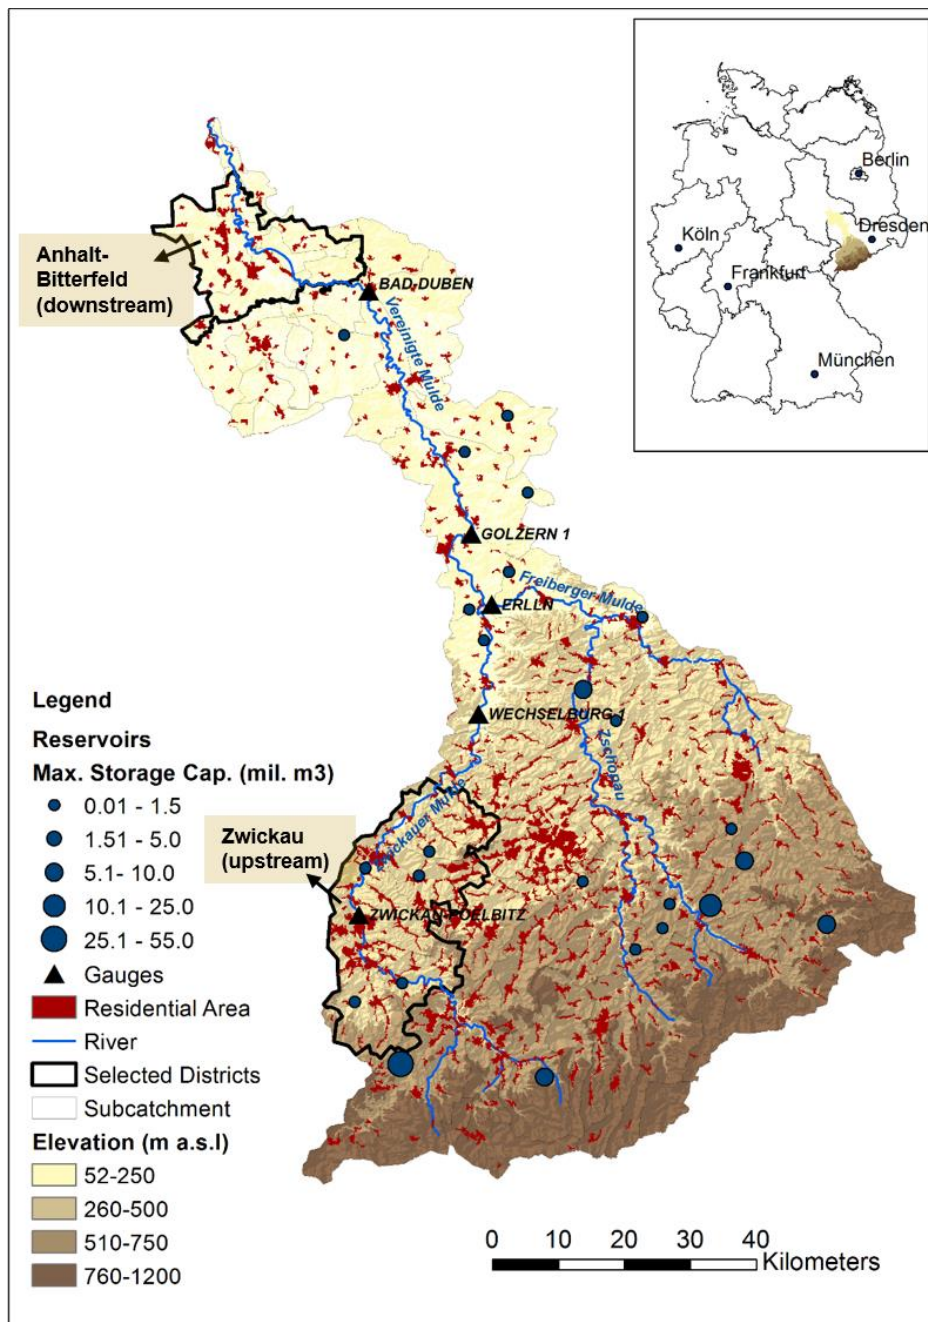 Berlin
Dresden
Köln
Frankfurt
München
Anhalt-
Bitterfeld
(downstream)
BAD-DUBEN
Vereinigte Mulde
GOLZERN 1
Freiberger Mulde
ERLLN
WECHSELBURG 1
Zschopau
Zwickauer Mulde
Zwickau
(upstream)
ZWICKAU-POELBITZ
Legend
Reservoirs
Max. Storage Cap. (mil. m3)
0.01 - 1.5
1.51 - 5.0
5.1- 10.0
10.1 - 25.0
25.1 - 55.0
Gauges
Residential Area
River
Selected Districts
Subcatchment
Elevation (m a.s.l)
52-250
260-500
510-750
760-1200
0 10 20 30 40
Kilometers